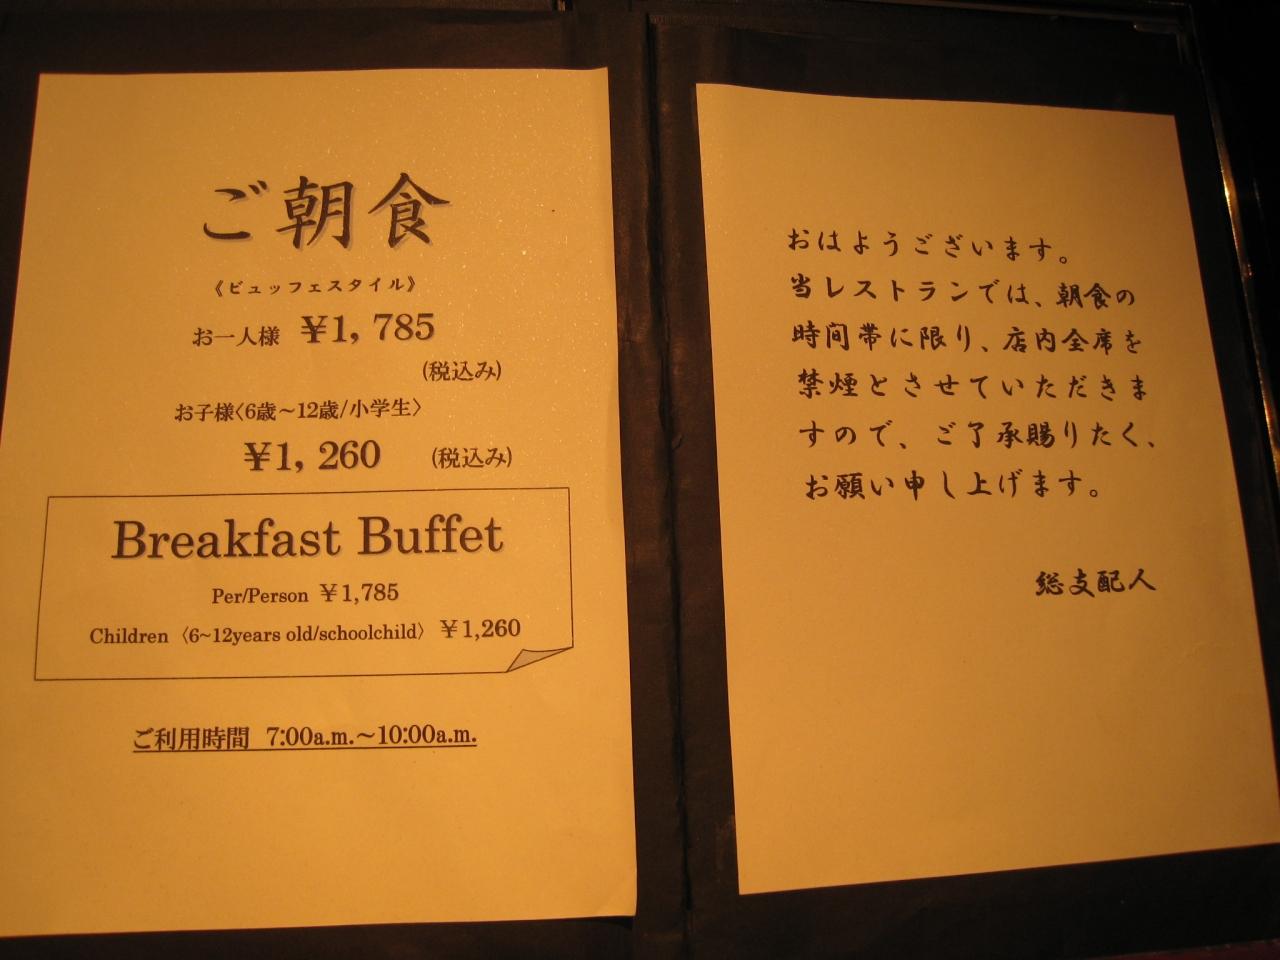 ご朝食
《ビュッフェスタイル》
お一人様 ￥1, 785
(税込み)
お子様〈6歳～12歳/小学生〉
￥1, 260 (税込み)
Breakfast Buffet
Per/Person ￥1,785
Children 〈6~12years old/schoolchild〉 ￥1,260
ご利用時間 7:00a.m.～10:00a.m.
おはようございます。
当レストランでは、朝食の
時間帯に限り、店内全席を
禁煙とさせていただきま
すので、ご了承賜りたく、
お願い申し上げます。
総支配人